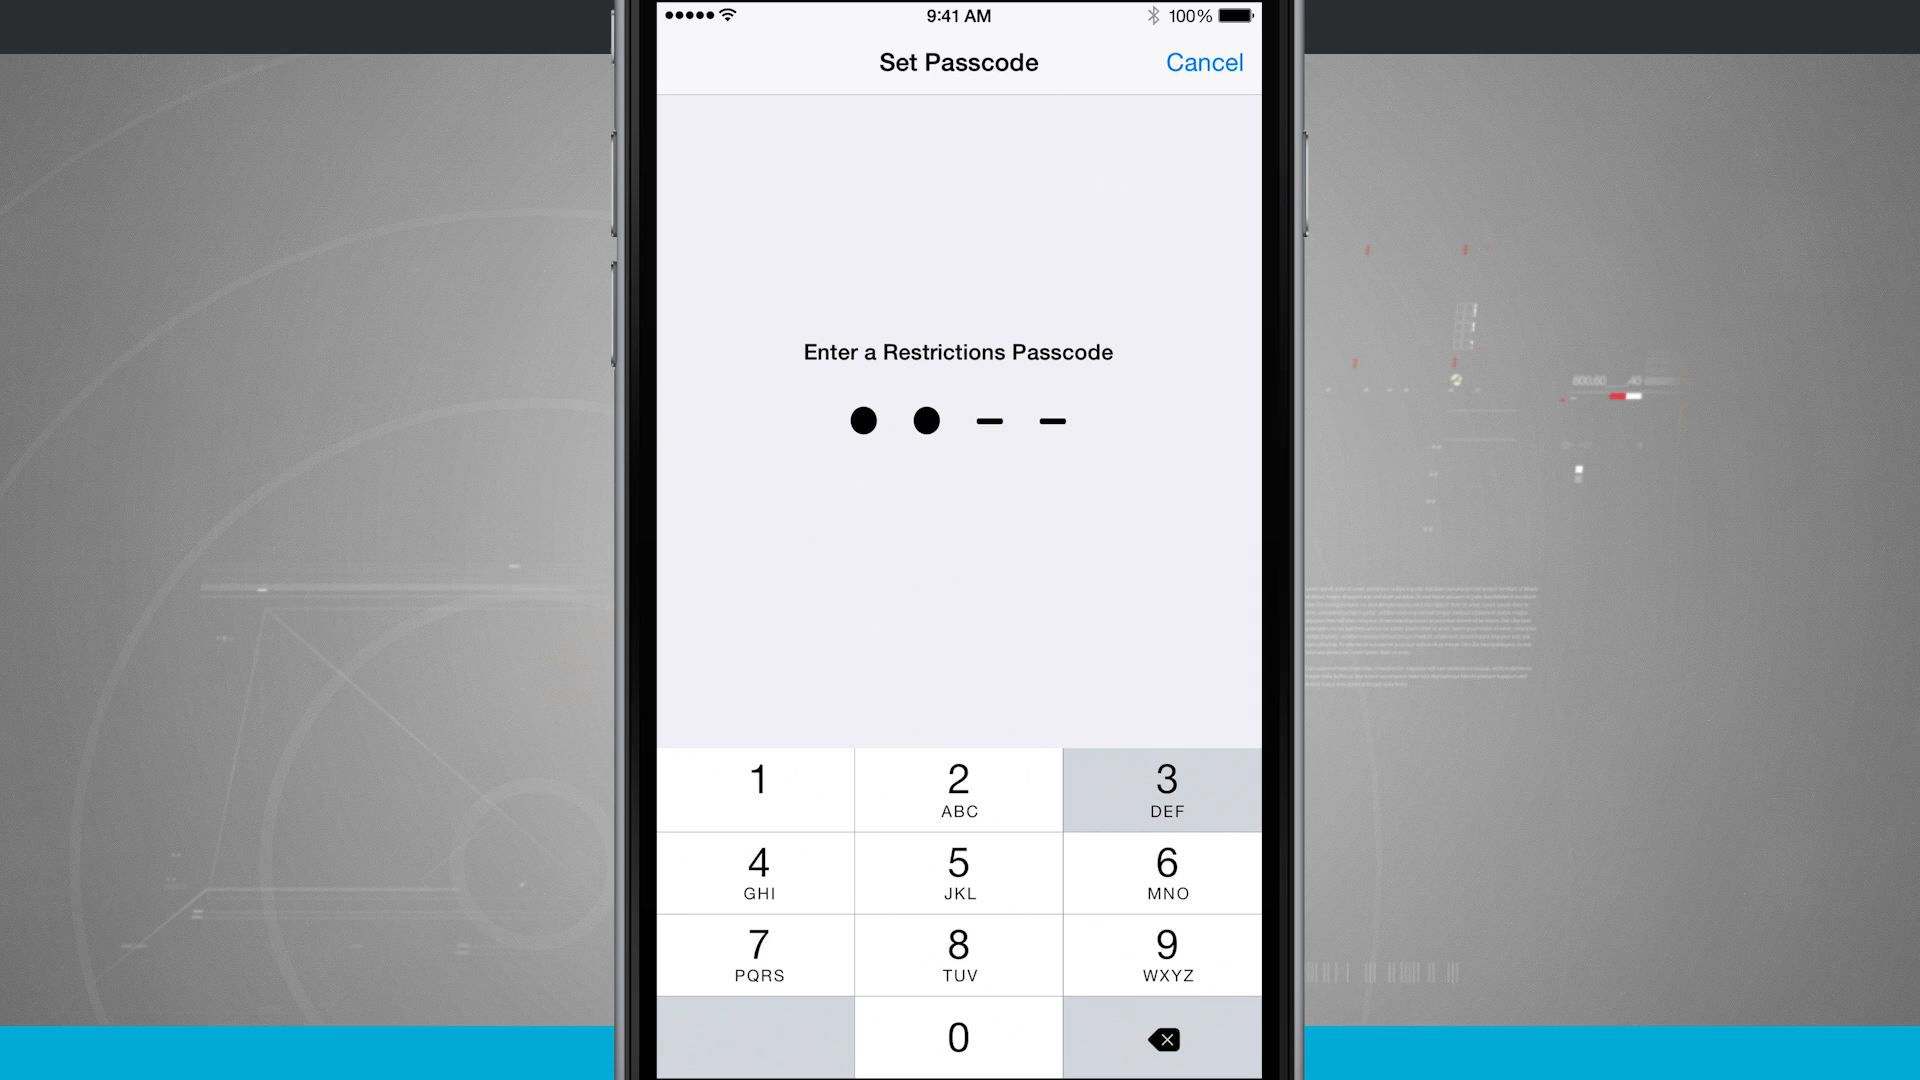 9:41 AM
100%
Set Passcode
Cancel
Enter a Restrictions Passcode
1
2
3
ABC
DEF
4
5
6
GHI
JKL
MNO
7
8
9
PQRS
TUV
WXYZ
0